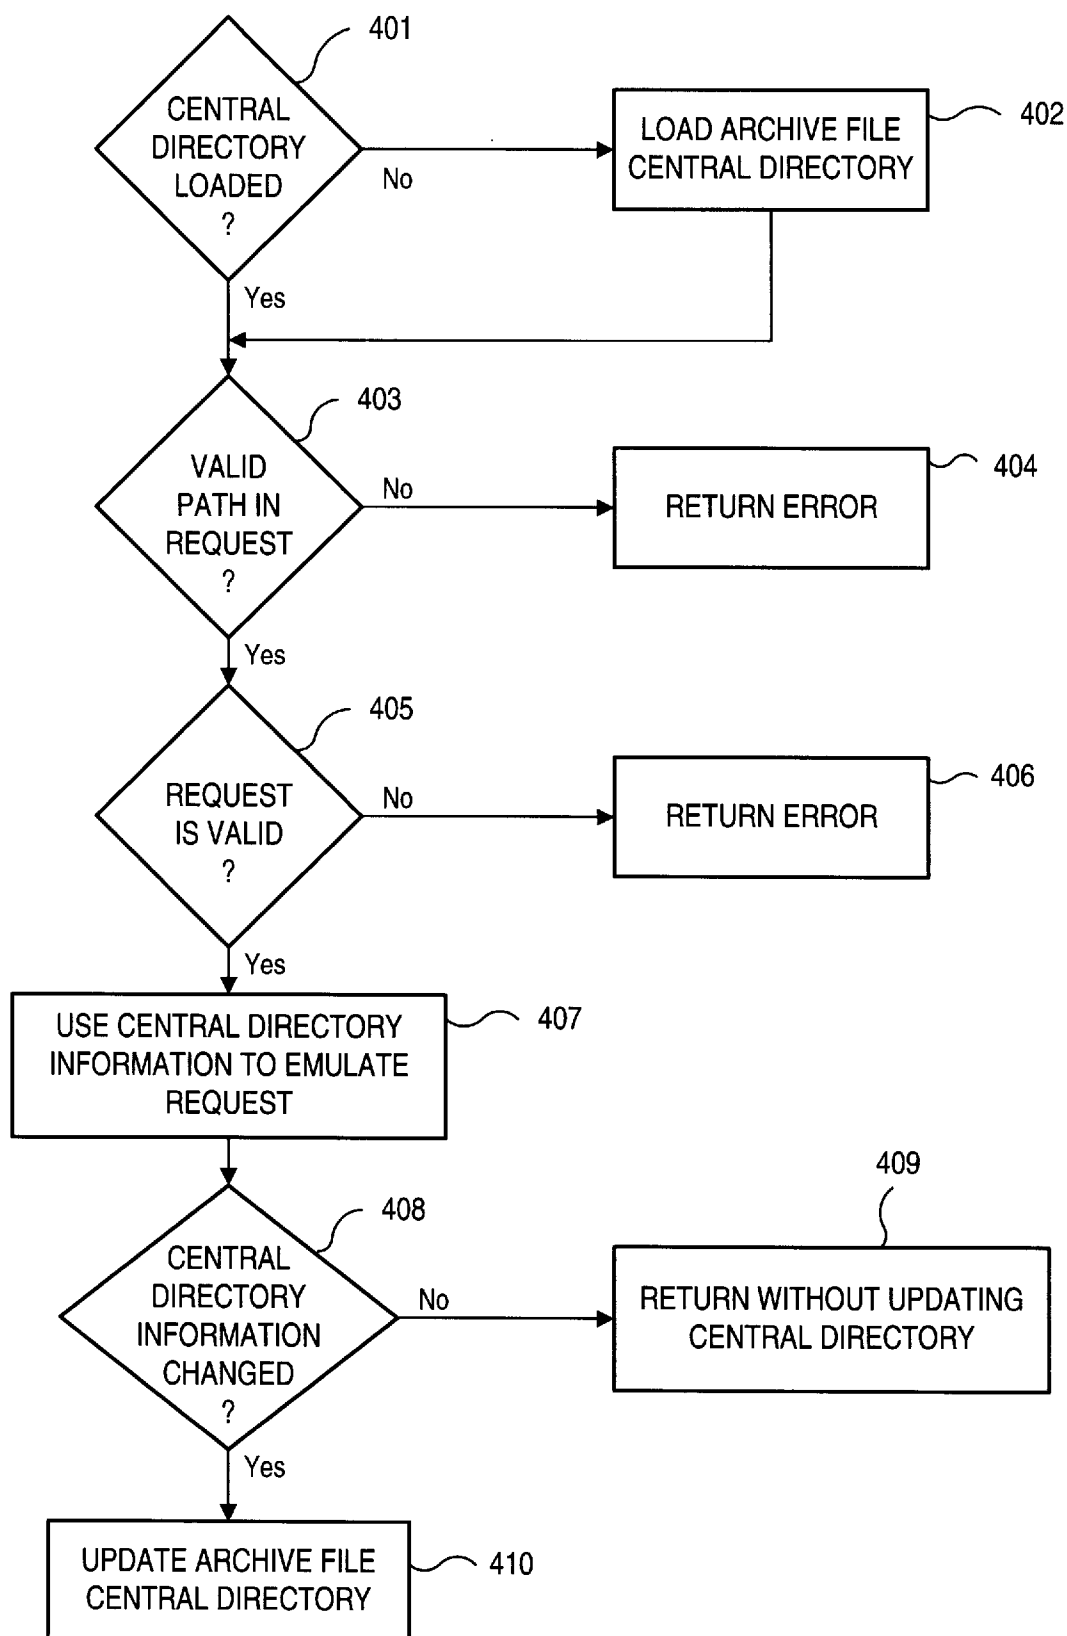 401
CENTRAL
DIRECTORY
LOADED
?
No
LOAD ARCHIVE FILE
CENTRAL DIRECTORY
402
Yes
403
VALID
PATH IN
REQUEST
?
No
RETURN ERROR
404
Yes
405
REQUEST
IS VALID
?
No
RETURN ERROR
406
Yes
USE CENTRAL DIRECTORY
INFORMATION TO EMULATE
REQUEST
407
408
CENTRAL
DIRECTORY
INFORMATION
CHANGED
?
No
409
RETURN WITHOUT UPDATING
CENTRAL DIRECTORY
Yes
UPDATE ARCHIVE FILE
CENTRAL DIRECTORY
410